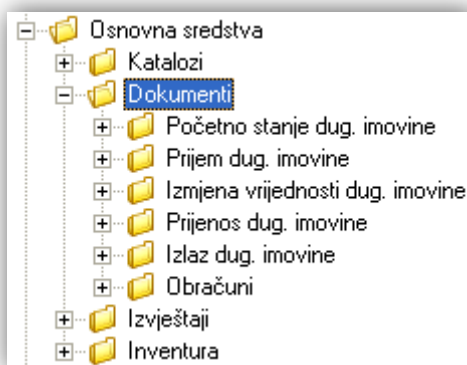 Osnovna sredstva
Katalozi
Dokumenti
Početno stanje dug. imovine
Prijem dug. imovine
Izmjena vrijednosti dug. imovine
Prijenos dug. imovine
Izlaz dug. imovine
Obračuni
Izvještaji
Inventura